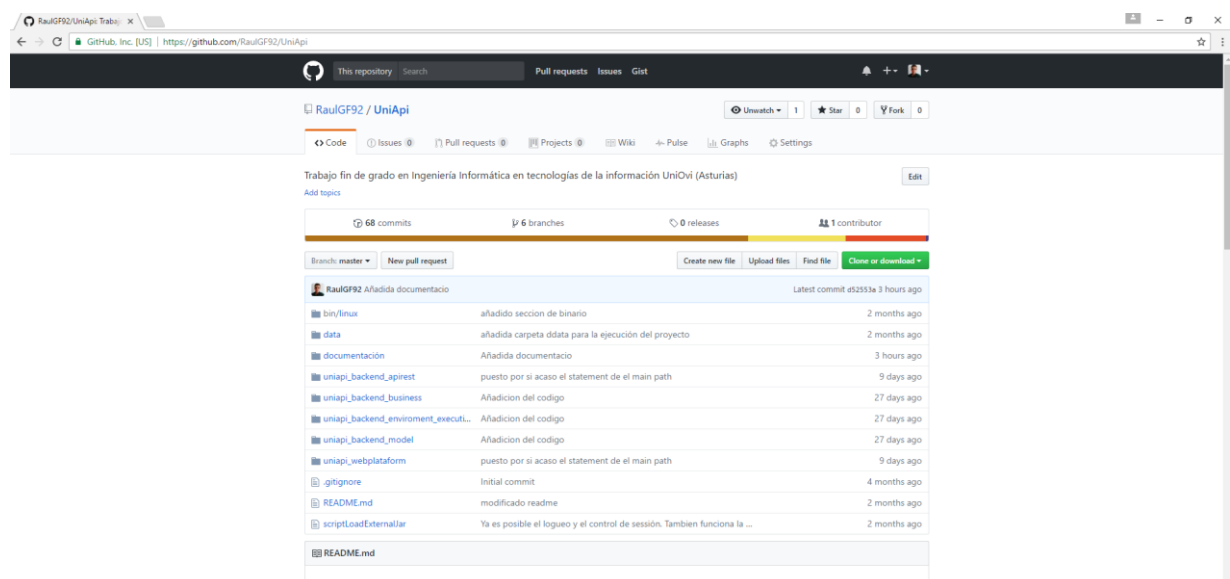 RaulGF92/UniApi: Trabaj
GitHub, Inc. [US] | https://github.com/RaulGF92/UniApi
This repository Search Pull requests Issues Gist
RaulGF92 / UniApi Unwatch 1 Star 0 Fork 0
Code Issues 0 Pull requests 0 Projects 0 Wiki Pulse Graphs Settings
Trabajo fin de grado en Ingeniería Informática en tecnologías de la información UniOvi (Asturias) Edit
Add topics
68 commits 6 branches 0 releases 1 contributor
Branch: master New pull request Create new file Upload files Find file Clone or download
RaulGF92 Añadida documentacio Latest commit d52553a 3 hours ago
bin/linux añadido seccion de binario 2 months ago
data añadida carpeta ddata para la ejecución del proyecto 2 months ago
documentación Añadida documentacio 3 hours ago
uniapi_backend_apirest puesto por si acaso el statement de el main path 9 days ago
uniapi_backend_business Añadicion del codigo 27 days ago
uniapi_backend_enviroment_executi... Añadicion del codigo 27 days ago
uniapi_backend_model Añadicion del codigo 27 days ago
uniapi_webplataform puesto por si acaso el statement de el main path 9 days ago
.gitignore Initial commit 4 months ago
README.md modificado readme 2 months ago
scriptLoadExternalJar Ya es posible el logueo y el control de sessión. Tambien funciona la ... 2 months ago
README.md